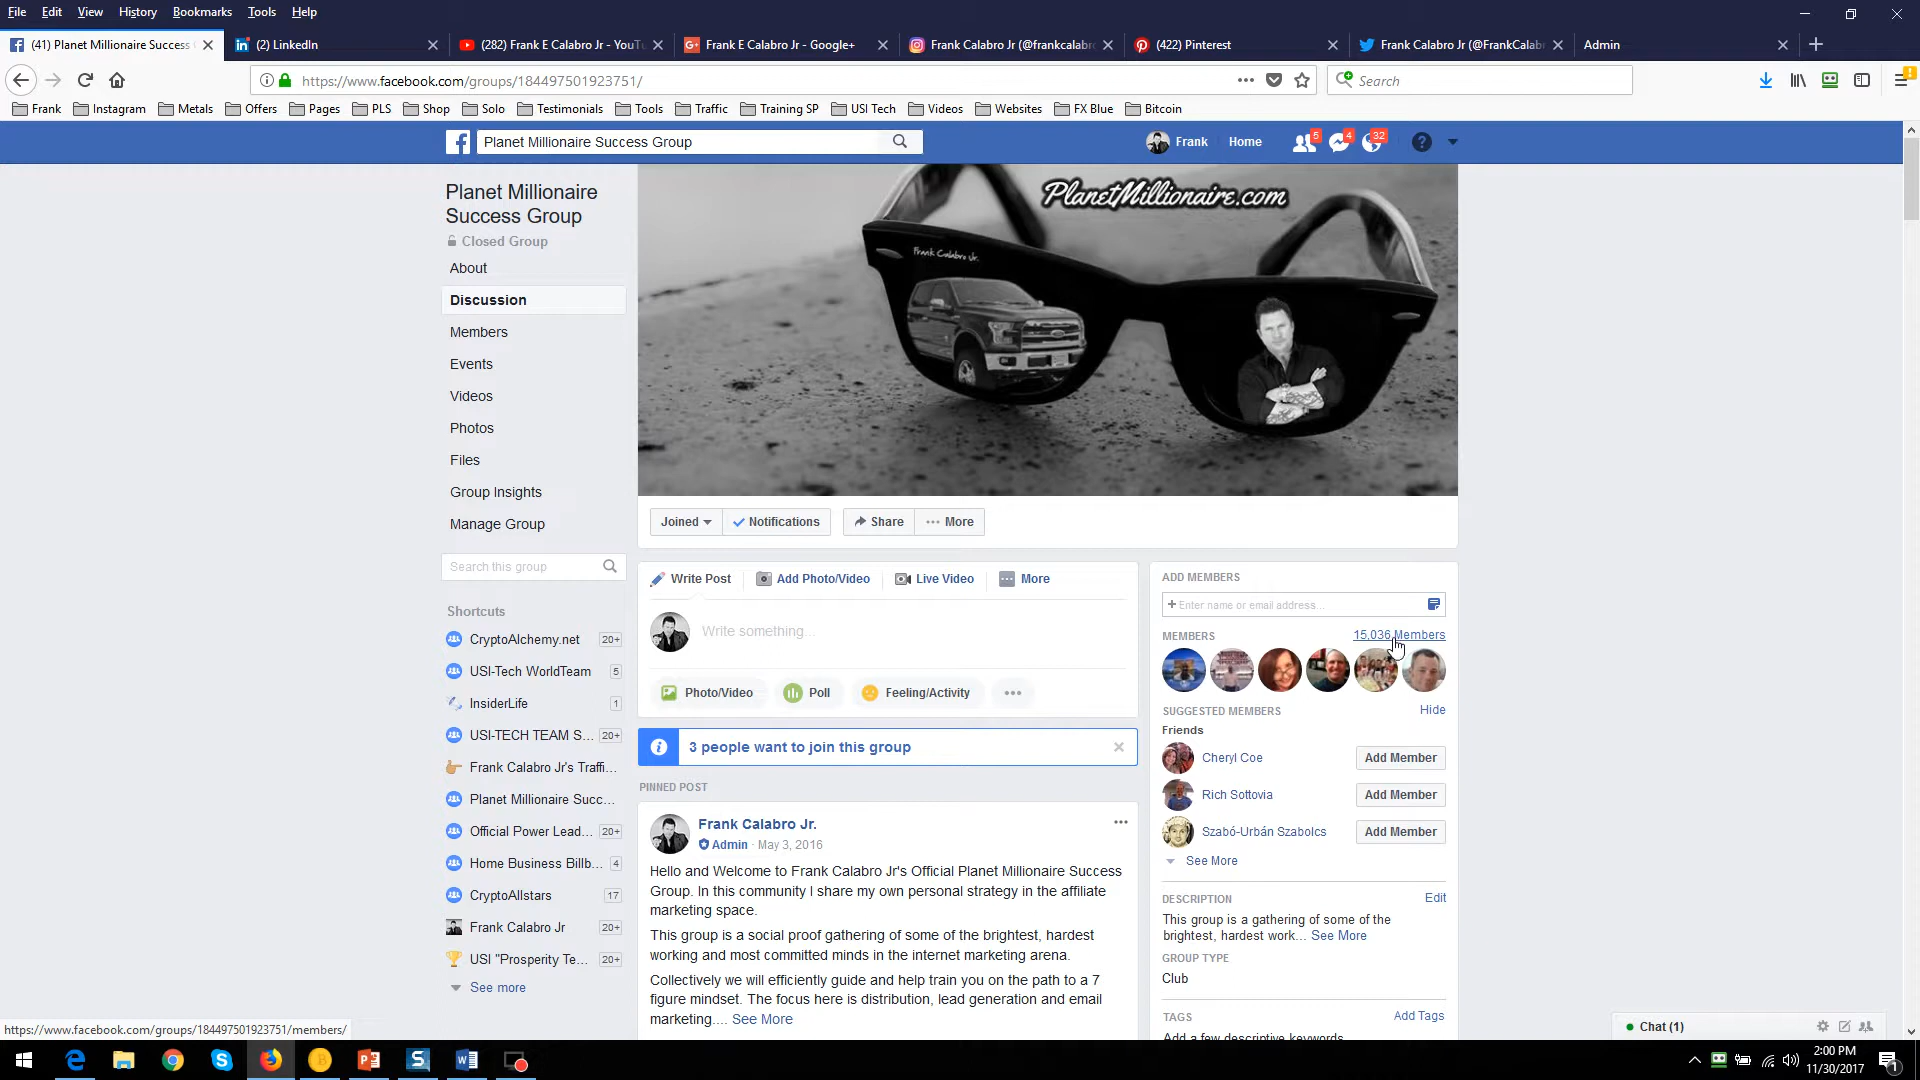 File Edit View History Bookmarks Tools Help
(41) Planet Millionaire Success
(2) LinkedIn
(282) Frank E Calabro Jr - YouTu
Frank E Calabro Jr - Google+
Frank Calabro Jr (@frankcalabr
(422) Pinterest
Frank Calabro Jr (@FrankCalab
Admin
https://www.facebook.com/groups/184497501923751/
Search
Frank Instagram Metals Offers Pages PLS Shop Solo Testimonials Tools Traffic Training SP USI Tech Videos Websites FX Blue Bitcoin
Planet Millionaire Success Group
Frank Home 5 4 32
Planet Millionaire
Success Group
Closed Group
About
Discussion
Members
Events
Videos
Photos
Files
Group Insights
Manage Group
Search this group
Shortcuts
CryptoAlchemy.net 20+
USI-Tech WorldTeam 5
InsiderLife 1
USI-TECH TEAM S... 20+
Frank Calabro Jr's Traffi...
Planet Millionaire Succ...
Official Power Lead... 20+
Home Business Billb... 4
CryptoAllstars 17
Frank Calabro Jr 20+
USI "Prosperity Te... 20+
See more
PlanetMillionaire.com
Frank Calabro Jr.
Joined Notifications Share More
Write Post Add Photo/Video Live Video More
Write something...
Photo/Video Poll Feeling/Activity
3 people want to join this group
PINNED POST
Frank Calabro Jr.
Admin · May 3, 2016
Hello and Welcome to Frank Calabro Jr's Official Planet Millionaire Success
Group. In this community I share my own personal strategy in the affiliate
marketing space.
This group is a social proof gathering of some of the brightest, hardest
working and most committed minds in the internet marketing arena.
Collectively we will efficiently guide and help train you on the path to a 7
figure mindset. The focus here is distribution, lead generation and email
marketing.... See More
ADD MEMBERS
+ Enter name or email address...
MEMBERS 15,036 Members
SUGGESTED MEMBERS Hide
Friends
Cheryl Coe Add Member
Rich Sottovia Add Member
Szabó-Urbán Szabolcs Add Member
See More
DESCRIPTION Edit
This group is a gathering of some of the
brightest, hardest work... See More
GROUP TYPE
Club
TAGS Add Tags
Add a few descriptive keywords
Chat (1)
https://www.facebook.com/groups/184497501923751/members/
2:00 PM
11/30/2017
1